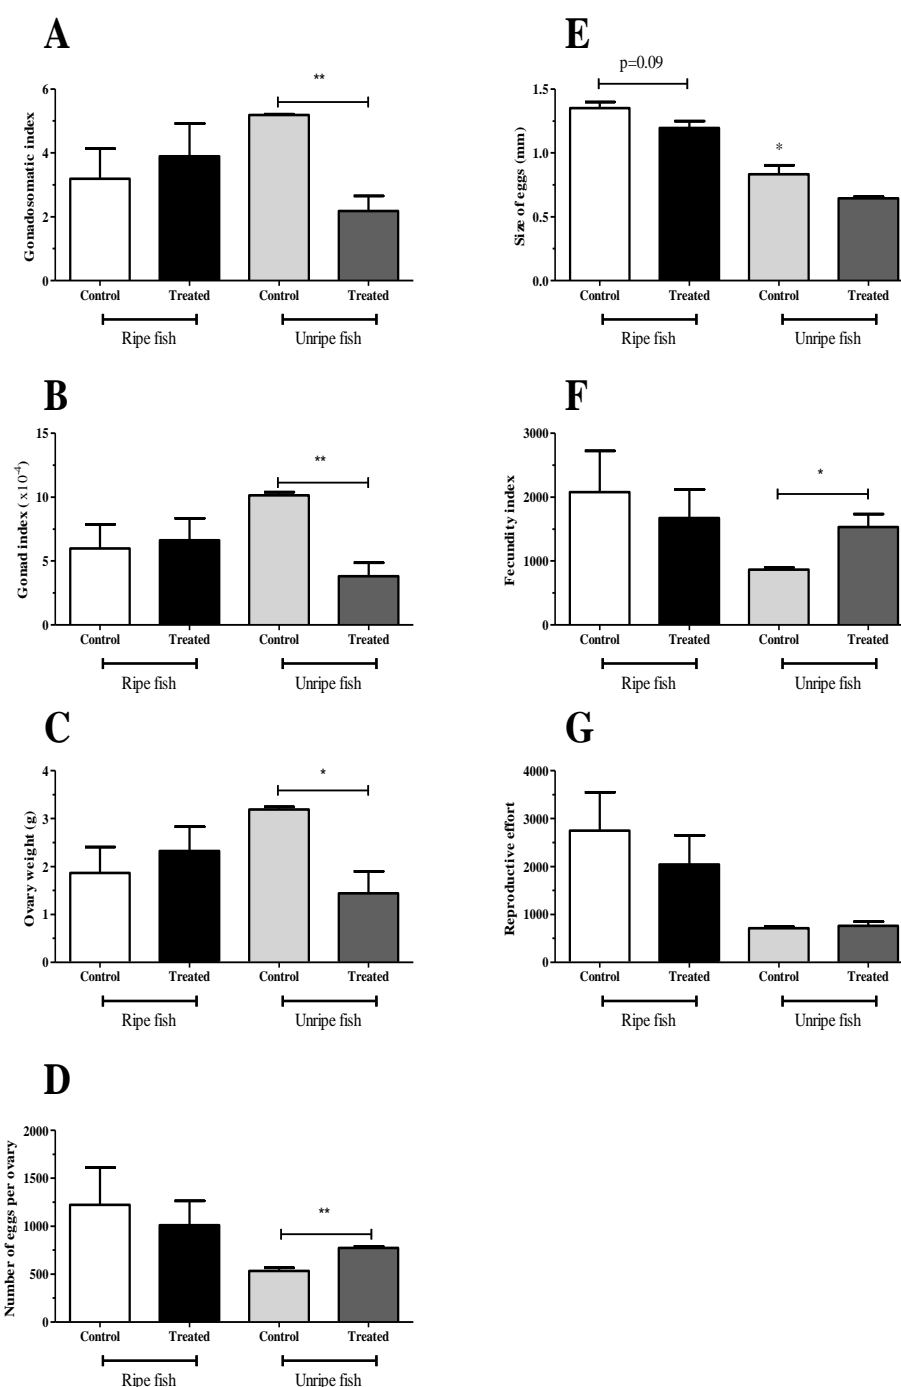 A
**
Gonadosomatic index
6
4
2
0
Control Treated Control Treated
Ripe fish Unripe fish
B
**
Gonad index ( x10-4)
15
10
5
0
Control Treated Control Treated
Ripe fish Unripe fish
C
*
Ovary weight (g)
4
3
2
1
0
Control Treated Control Treated
Ripe fish Unripe fish
D
**
Number of eggs per ovary
2000
1500
1000
500
0
Control Treated Control Treated
Ripe fish Unripe fish
E
p=0.09
*
Size of eggs (mm)
1.5
1.0
0.5
0.0
Control Treated Control Treated
Ripe fish Unripe fish
F
*
Fecundity index
3000
2000
1000
0
Control Treated Control Treated
Ripe fish Unripe fish
G
Reproductive effort
4000
3000
2000
1000
0
Control Treated Control Treated
Ripe fish Unripe fish